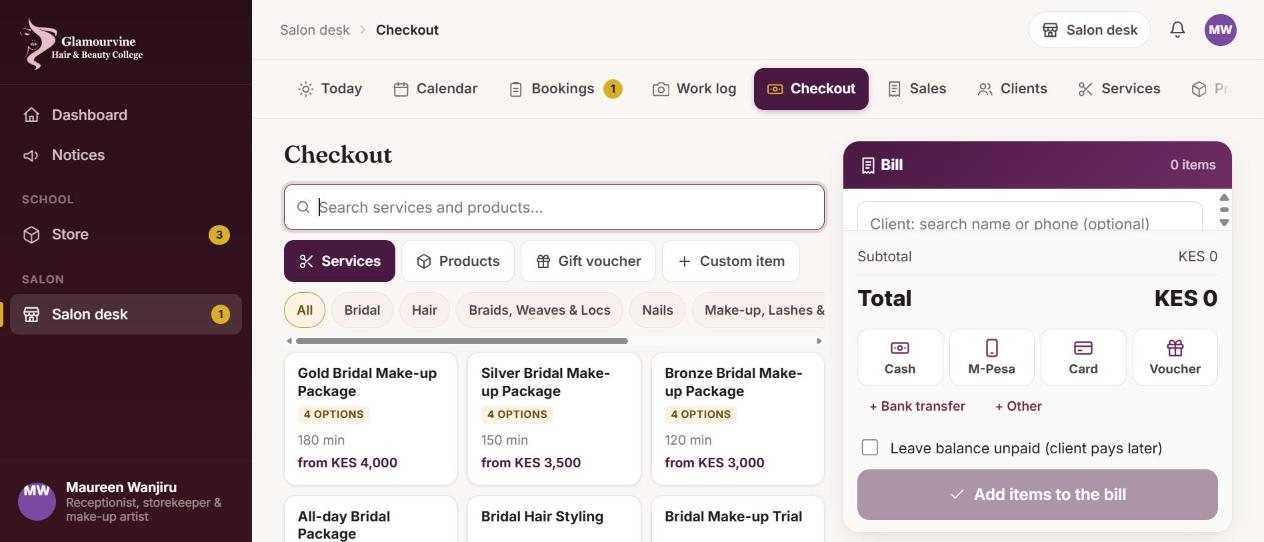 Glamourvine
Hair & Beauty College
Dashboard
Notices
SCHOOL
Store 3
SALON
Salon desk 1
MW
Maureen Wanjiru
Receptionist, storekeeper &
make-up artist
Salon desk > Checkout
Salon desk MW
Today Calendar Bookings 1 Work log Checkout Sales Clients Services
Checkout
Search services and products...
Services Products Gift voucher + Custom item
All Bridal Hair Braids, Weaves & Locs Nails Make-up, Lashes &
Gold Bridal Make-up
Package
4 OPTIONS
180 min
from KES 4,000
Silver Bridal Make-
up Package
4 OPTIONS
150 min
from KES 3,500
Bronze Bridal Make-
up Package
4 OPTIONS
120 min
from KES 3,000
All-day Bridal
Package
Bridal Hair Styling
Bridal Make-up Trial
Bill 0 items
Client: search name or phone (optional)
Subtotal KES 0
Total KES 0
Cash M-Pesa Card Voucher
+ Bank transfer + Other
Leave balance unpaid (client pays later)
Add items to the bill